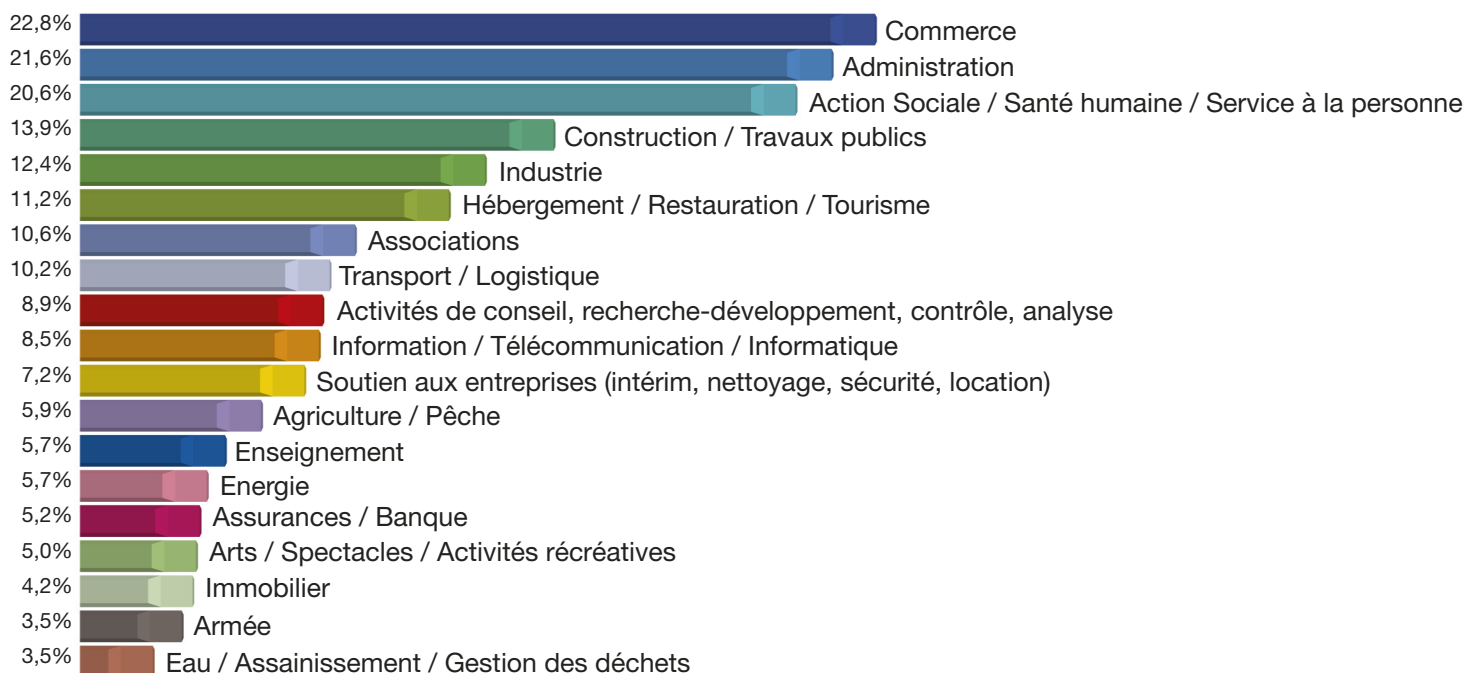 22,8% Commerce
21,6% Administration
20,6% Action Sociale / Santé humaine / Service à la personne
13,9% Construction / Travaux publics
12,4% Industrie
11,2% Hébergement / Restauration / Tourisme
10,6% Associations
10,2% Transport / Logistique
8,9% Activités de conseil, recherche-développement, contrôle, analyse
8,5% Information / Télécommunication / Informatique
7,2% Soutien aux entreprises (intérim, nettoyage, sécurité, location)
5,9% Agriculture / Pêche
5,7% Enseignement
5,7% Energie
5,2% Assurances / Banque
5,0% Arts / Spectacles / Activités récréatives
4,2% Immobilier
3,5% Armée
3,5% Eau / Assainissement / Gestion des déchets